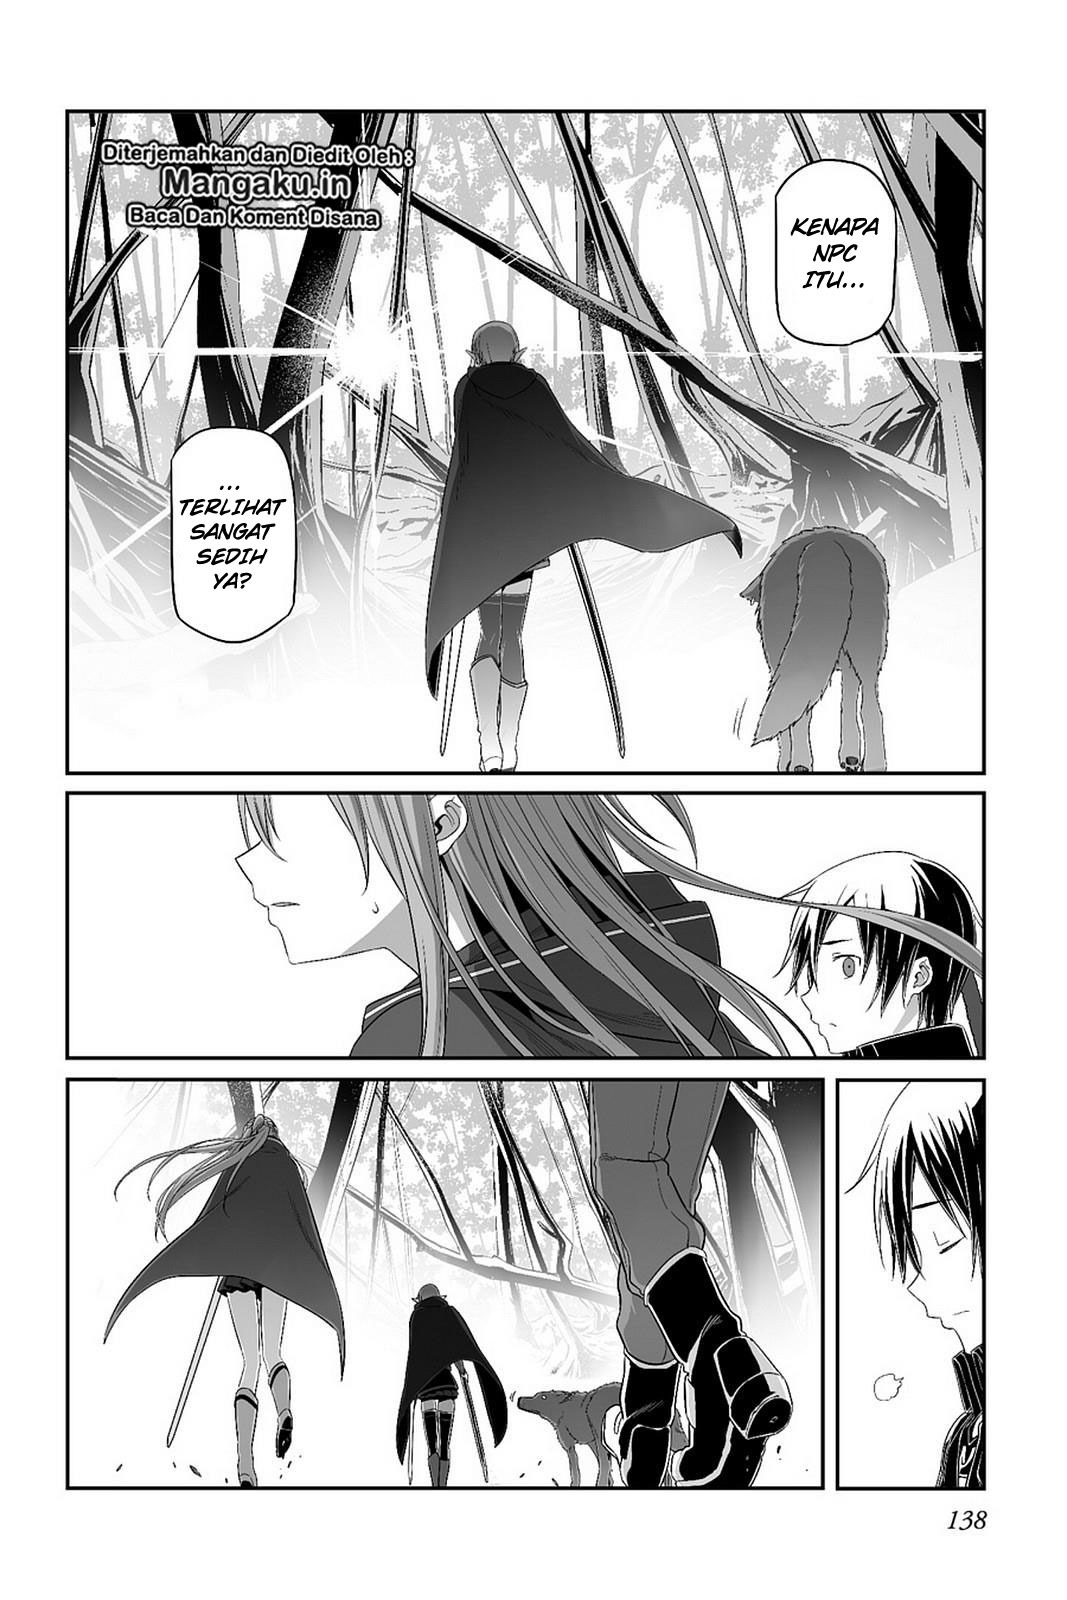 Diterjemahkan dan Diedit Oleh :
Mangaku.in
Baca Dan Koment Disana
KENAPA
NPC
ITU...
...
TERLIHAT
SANGAT
SEDIH
YA?
138